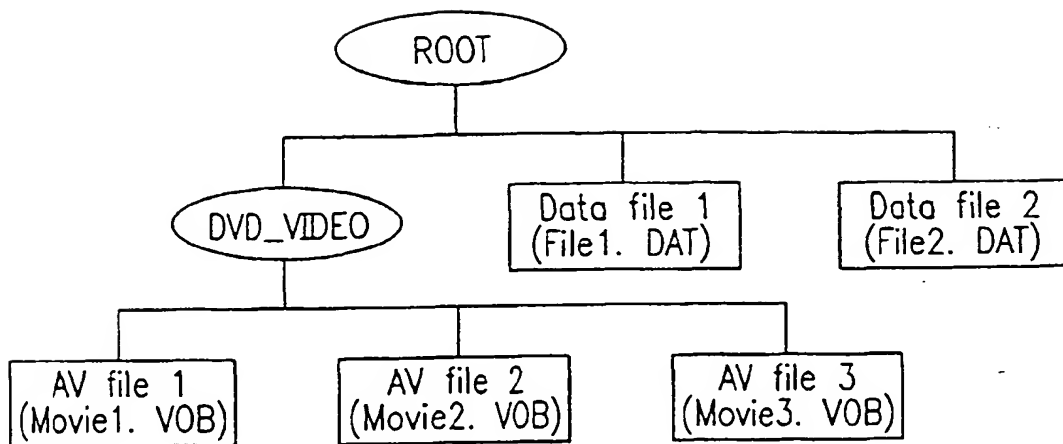 ROOT
DVD_VIDEO
Data file 1
(File1. DAT)
Data file 2
(File2. DAT)
AV file 1
(Movie1. VOB)
AV file 2
(Movie2. VOB)
AV file 3
(Movie3. VOB)